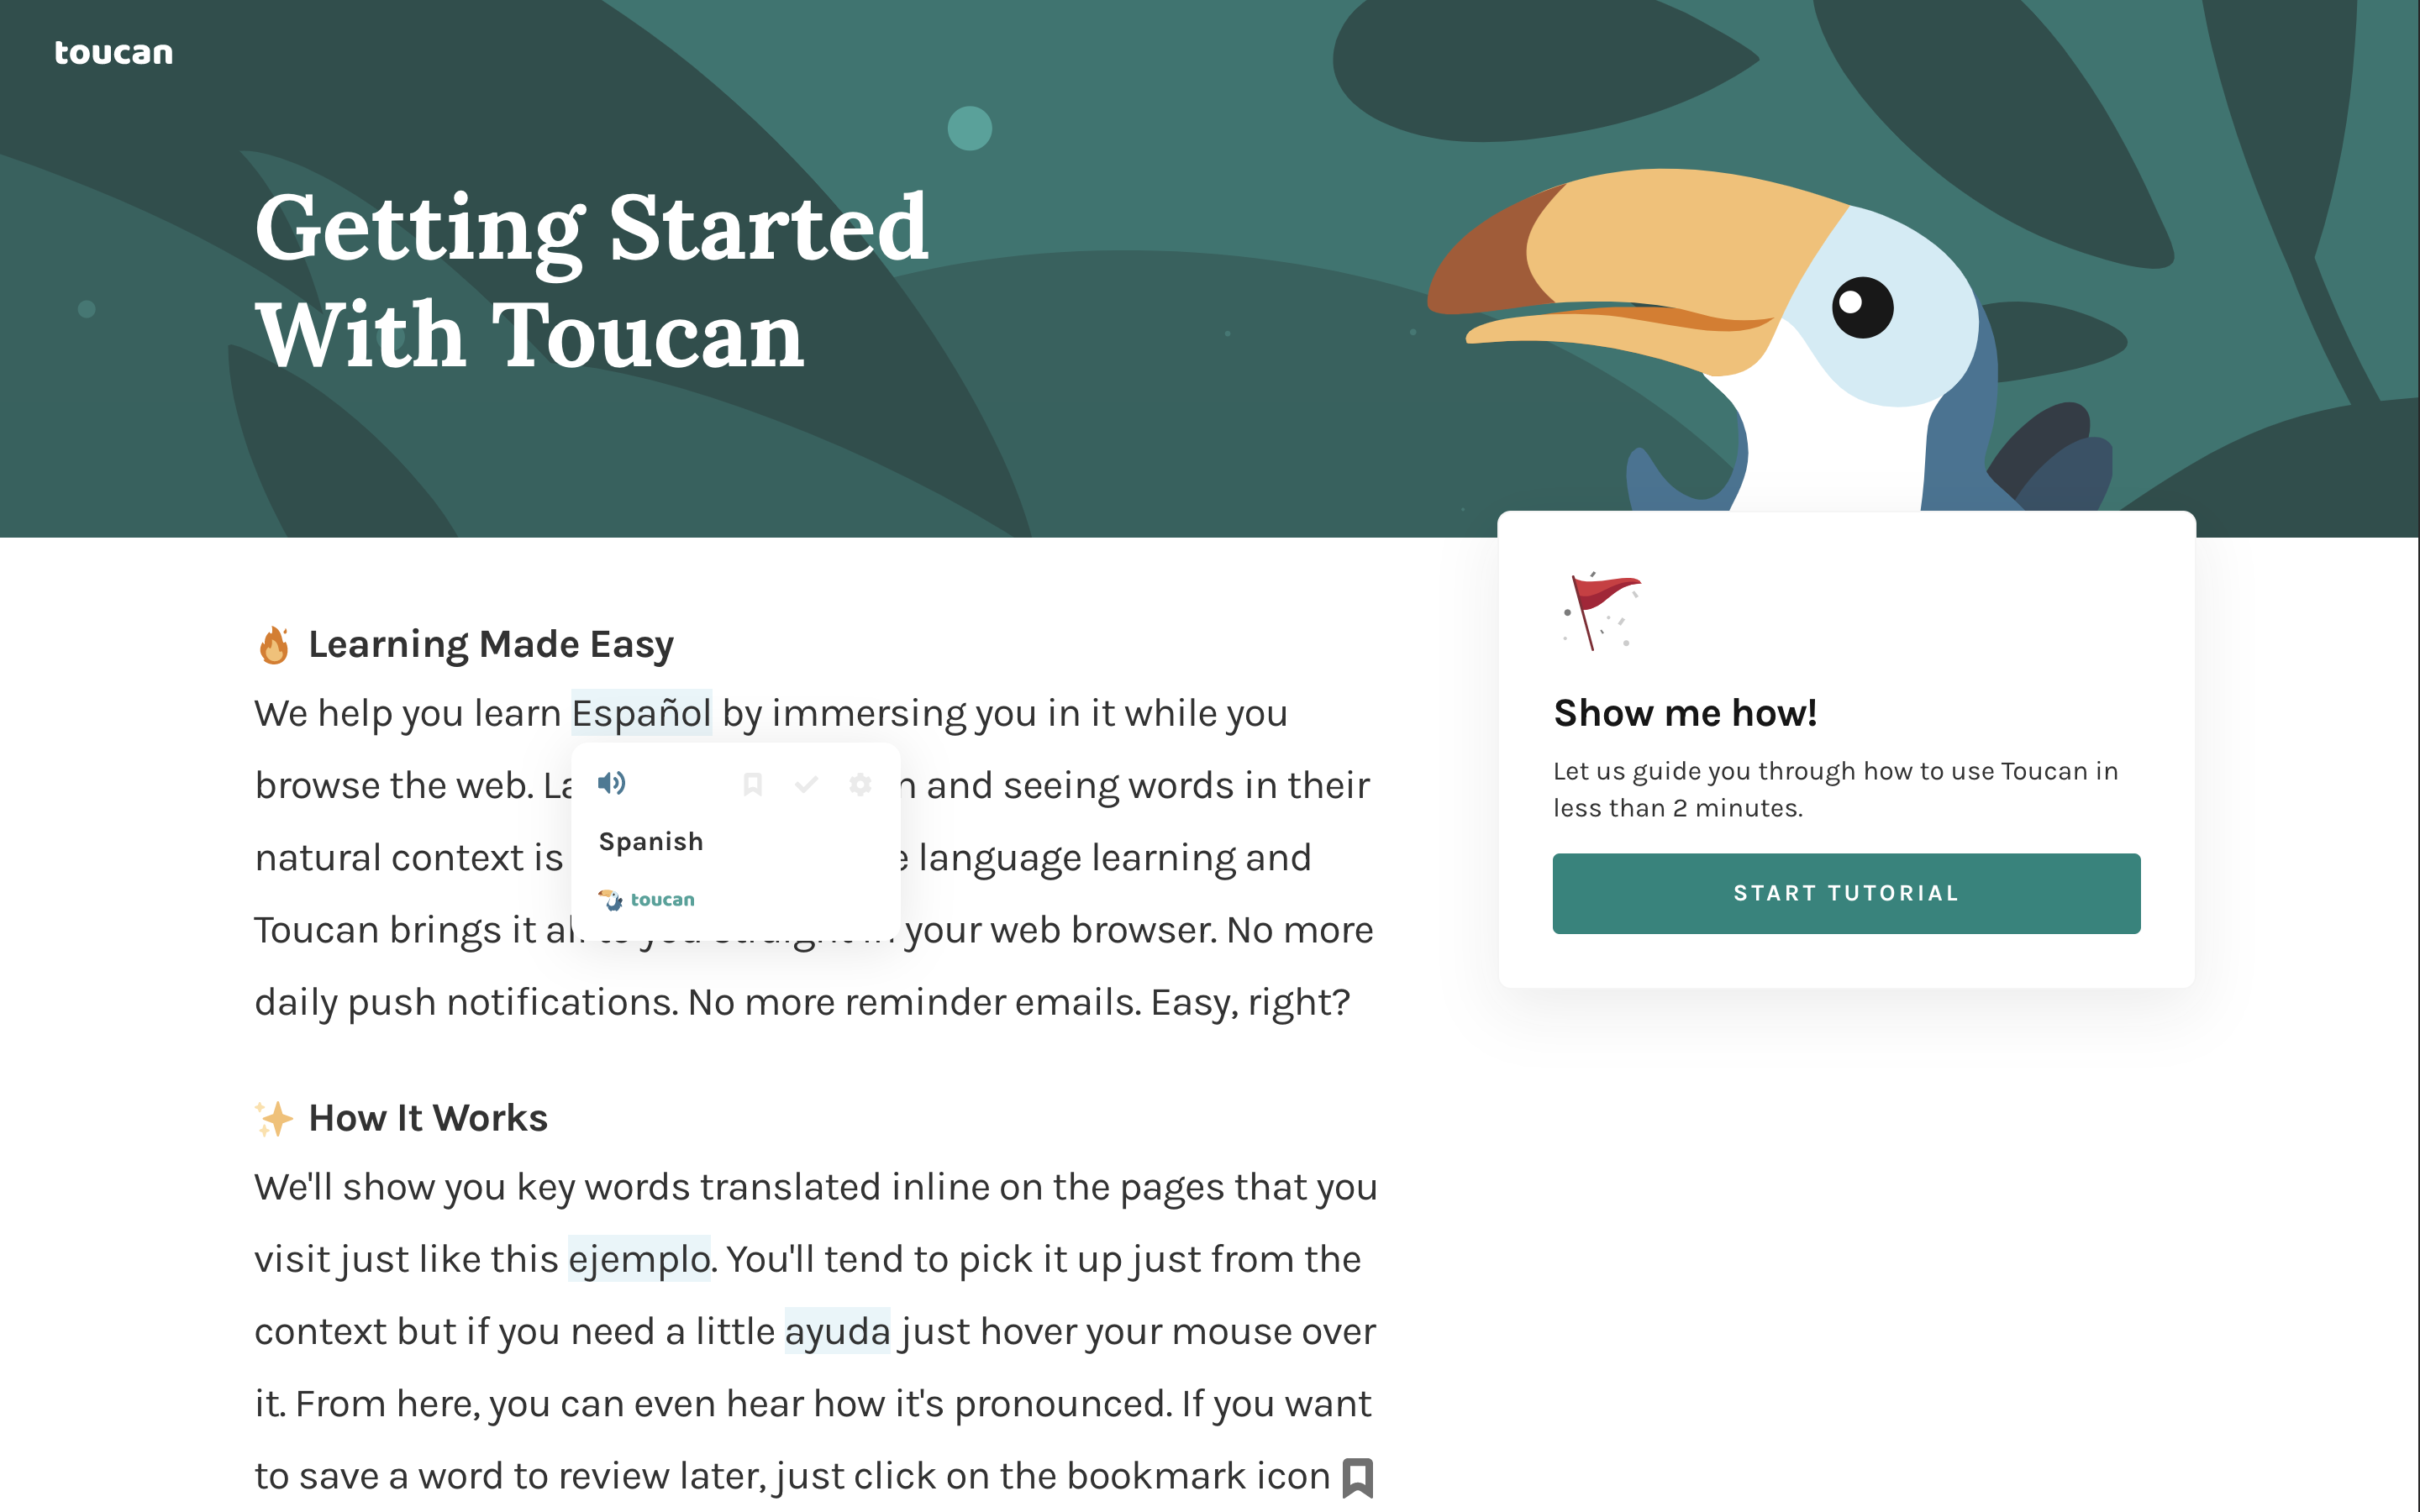 toucan
Getting Started
With Toucan
Learning Made Easy
We help you learn Español by immersing you in it while you
browse the web. and seeing words in their
natural context is language learning and
Toucan brings it your web browser. No more
daily push notifications. No more reminder emails. Easy, right?
Spanish
toucan
How It Works
We'll show you key words translated inline on the pages that you
visit just like this ejemplo. You'll tend to pick it up just from the
context but if you need a little ayuda just hover your mouse over
it. From here, you can even hear how it's pronounced. If you want
to save a word to review later, just click on the bookmark icon
Show me how!
Let us guide you through how to use Toucan in
less than 2 minutes.
START TUTORIAL